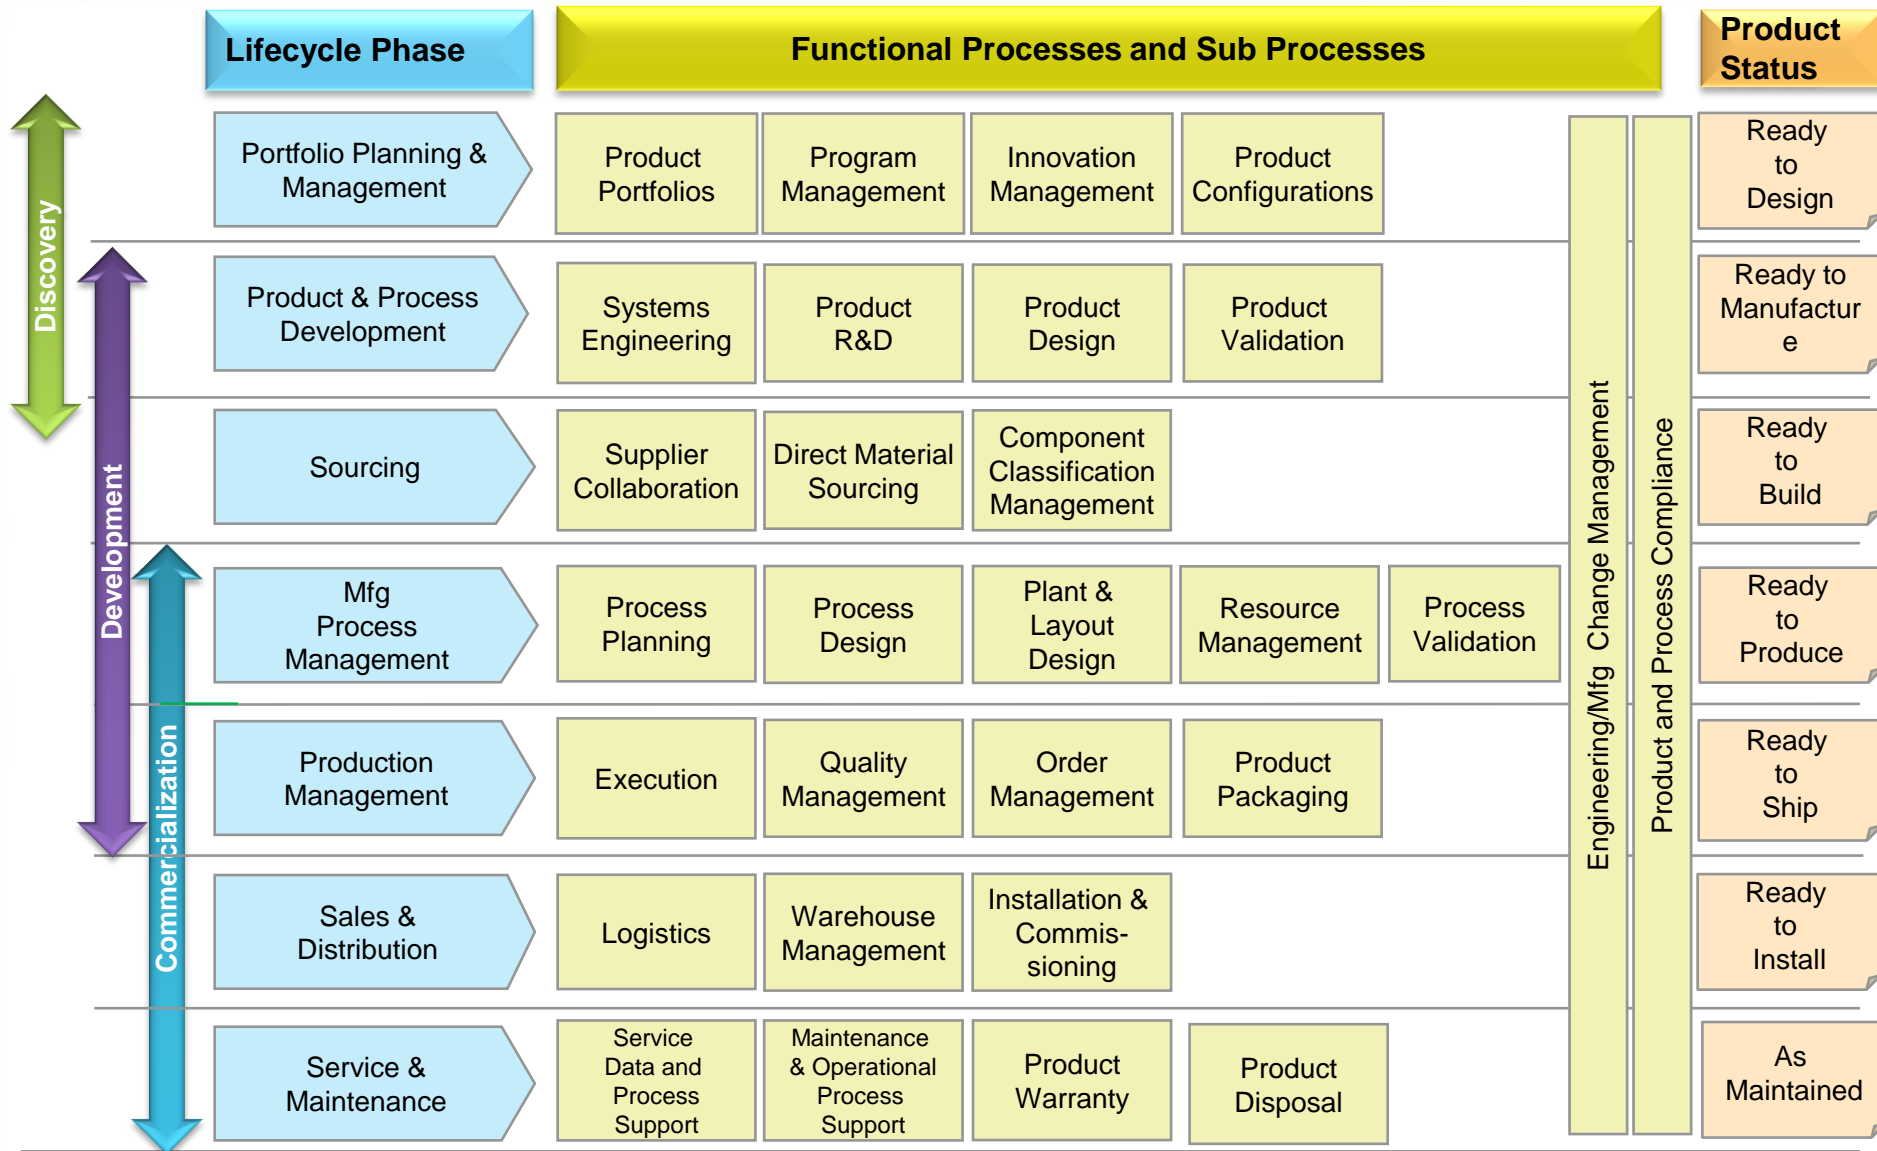 Lifecycle Phase
Functional Processes and Sub Processes
Product
Status
Discovery
Development
Commercialization
Portfolio Planning &
Management
Product
Portfolios
Program
Management
Innovation
Management
Product
Configurations
Ready
to
Design
Product & Process
Development
Systems
Engineering
Product
R&D
Product
Design
Product
Validation
Ready to
Manufactur
e
Sourcing
Supplier
Collaboration
Direct Material
Sourcing
Component
Classification
Management
Ready
to
Build
Mfg
Process
Management
Process
Planning
Process
Design
Plant &
Layout
Design
Resource
Management
Process
Validation
Ready
to
Produce
Production
Management
Execution
Quality
Management
Order
Management
Product
Packaging
Ready
to
Ship
Sales &
Distribution
Logistics
Warehouse
Management
Installation &
Commis-
sioning
Ready
to
Install
Service &
Maintenance
Service
Data and
Process
Support
Maintenance
& Operational
Process
Support
Product
Warranty
Product
Disposal
As
Maintained
Engineering/Mfg Change Management
Product and Process Compliance